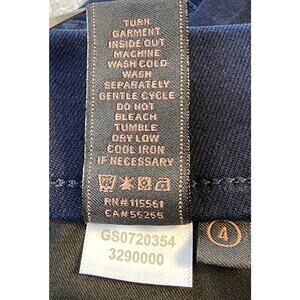 TURN
GARMENT
INSIDE OUT
MACHINE
WASH COLD
WASH
SEPARATELY
GENTLE CYCLE
DO NOT
BLEACH
TUMBLE
DRY LOW
COOL IRON
IF NECESSARY
RN#115561
CA#56266
GS0720354
3290000
4